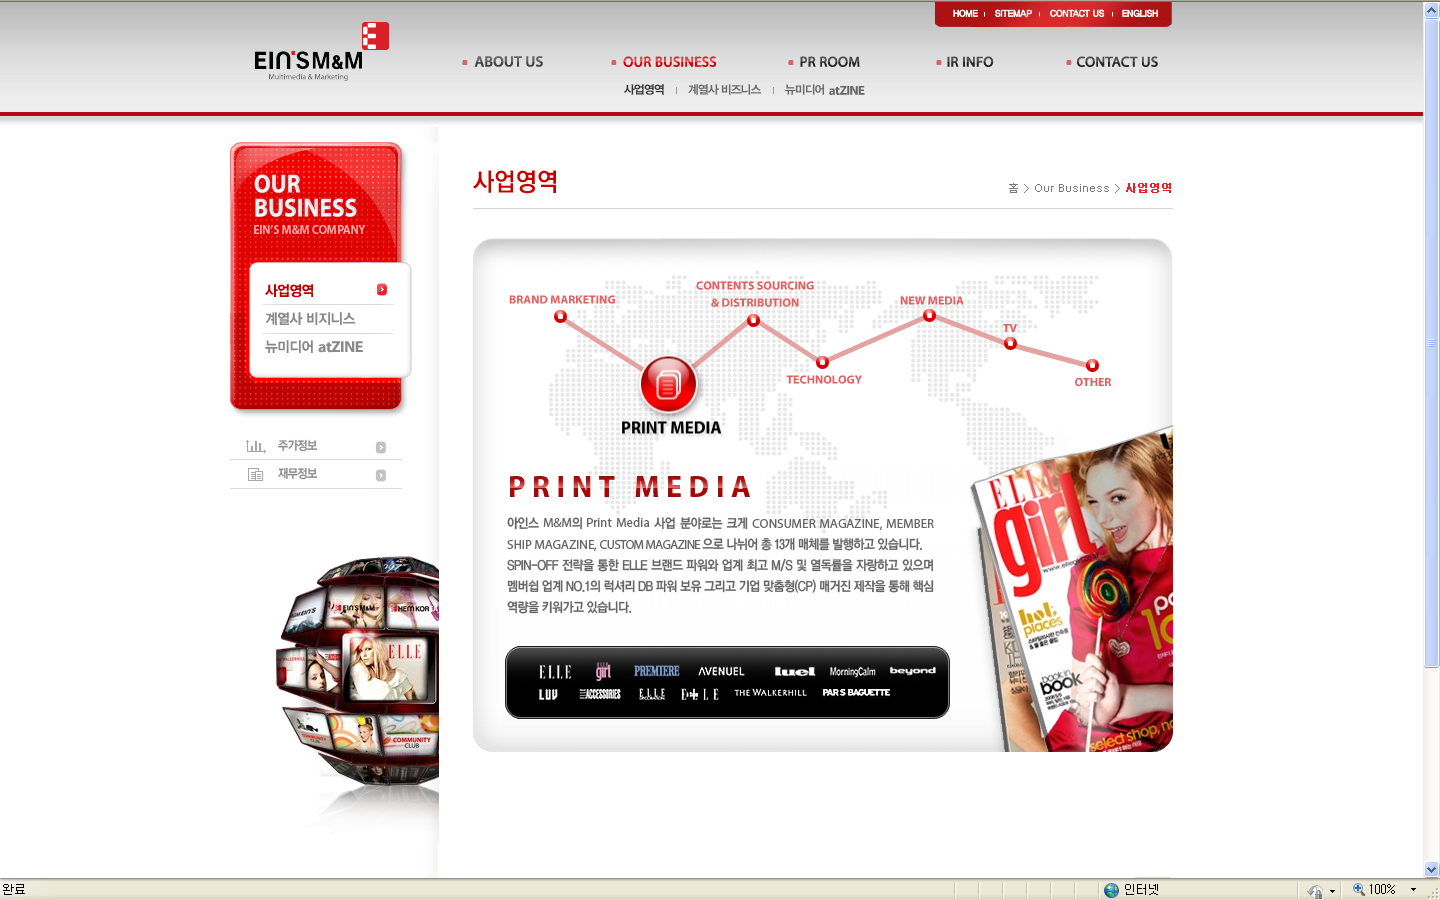 HOME
SITEMAP
CONTACT US
ENGLISH
EIN'S M&M
Multimedia & Marketing
ABOUT US
OUR BUSINESS
PR ROOM
IR INFO
CONTACT US
사업영역
계열사 비즈니스
뉴미디어 atZINE
OUR
BUSINESS
EIN'S M&M COMPANY
사업영역
계열사 비지니스
뉴미디어 atZINE
주가정보
재무정보
사업영역
홈 > Our Business > 사업영역
BRAND MARKETING
CONTENTS SOURCING
& DISTRIBUTION
NEW MEDIA
TV
TECHNOLOGY
OTHER
PRINT MEDIA
PRINT MEDIA
아인스 M&M의 Print Media 사업 분야로는 크게 CONSUMER MAGAZINE, MEMBER
SHIP MAGAZINE, CUSTOM MAGAZINE 으로 나뉘어 총 13개 매체를 발행하고 있습니다.
SPIN-OFF 전략을 통한 ELLE 브랜드 파워와 업계 최고 M/S 및 열독률을 자랑하고 있으며
멤버쉽 업계 NO.1의 럭셔리 DB 파워 보유 그리고 기업 맞춤형(CP) 매거진 제작을 통해 핵심
역량을 키워가고 있습니다.
ELLE
girl
PREMIERE
AVENUEL
luel
MorningCalm
beyond
LUV
ACCESSORIES
ELLE
DECORATION
THE WALKERHILL
PARIS BAGUETTE
ELLE
girl
hot
places
book in
book
select shop, no
EIN'S M&M
THEMKOR
ELLE
COMMUNITY
CLUB
완료
인터넷
100%